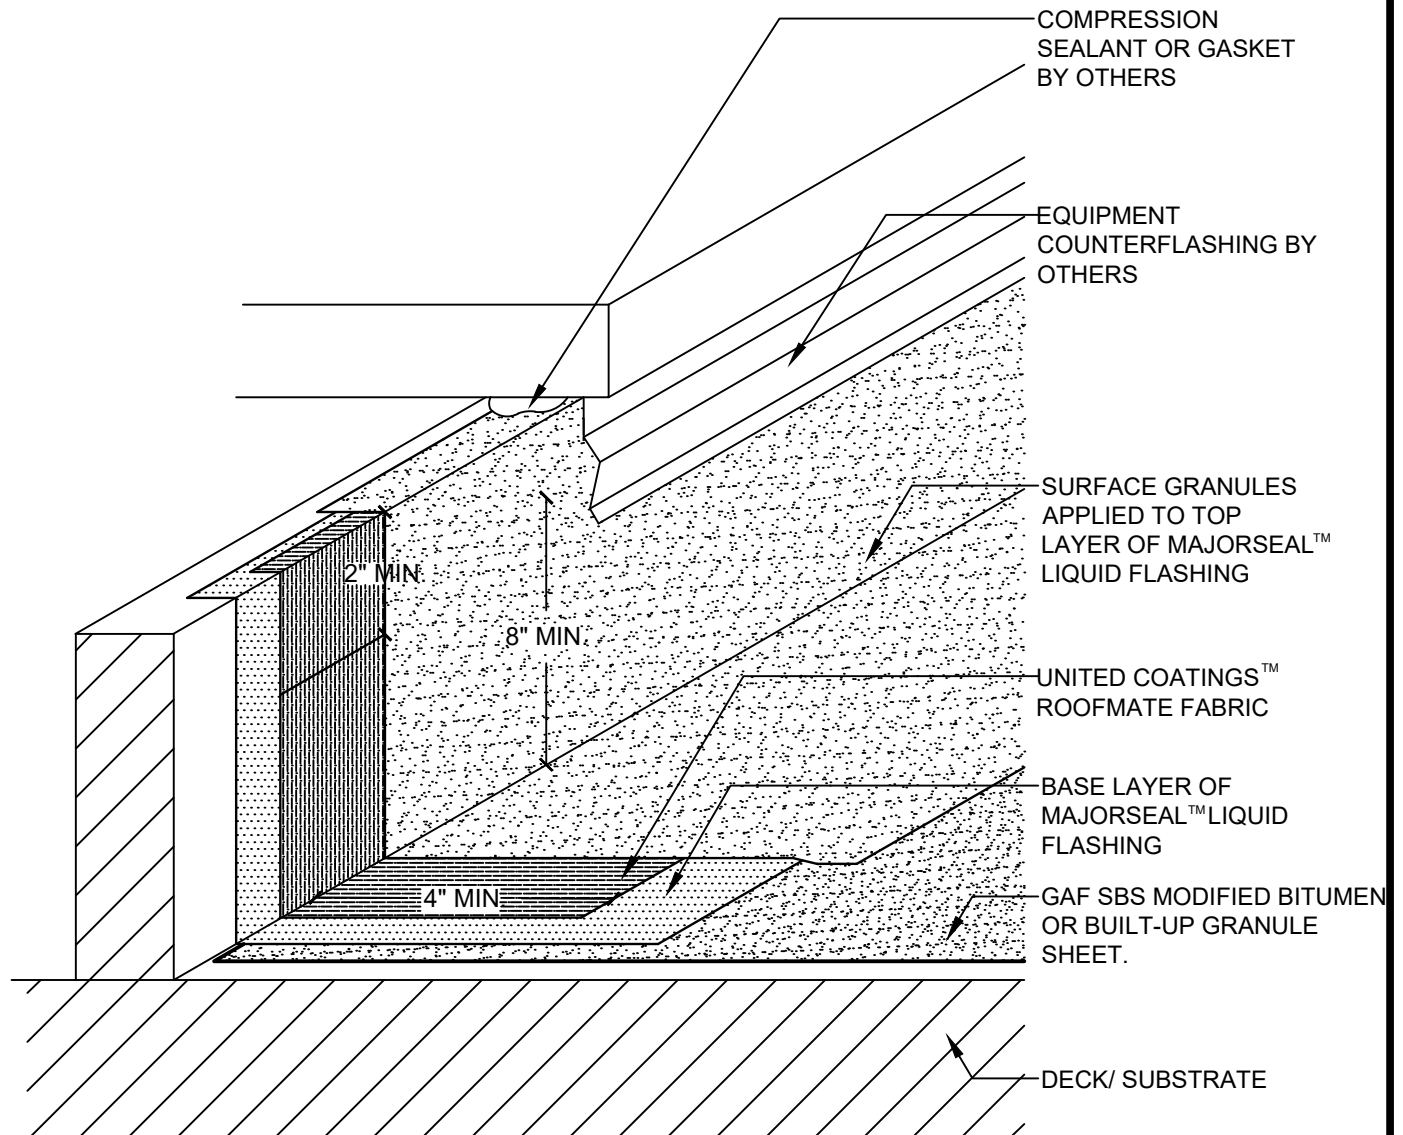 COMPRESSION
SEALANT OR GASKET
BY OTHERS
EQUIPMENT
COUNTERFLASHING BY
OTHERS
SURFACE GRANULES
APPLIED TO TOP
LAYER OF MAJORSEAL™
LIQUID FLASHING
2" MIN
8" MIN.
UNITED COATINGS™
ROOFMATE FABRIC
BASE LAYER OF
MAJORSEAL™LIQUID
FLASHING
4" MIN
GAF SBS MODIFIED BITUMEN
OR BUILT-UP GRANULE
SHEET.
DECK/ SUBSTRATE